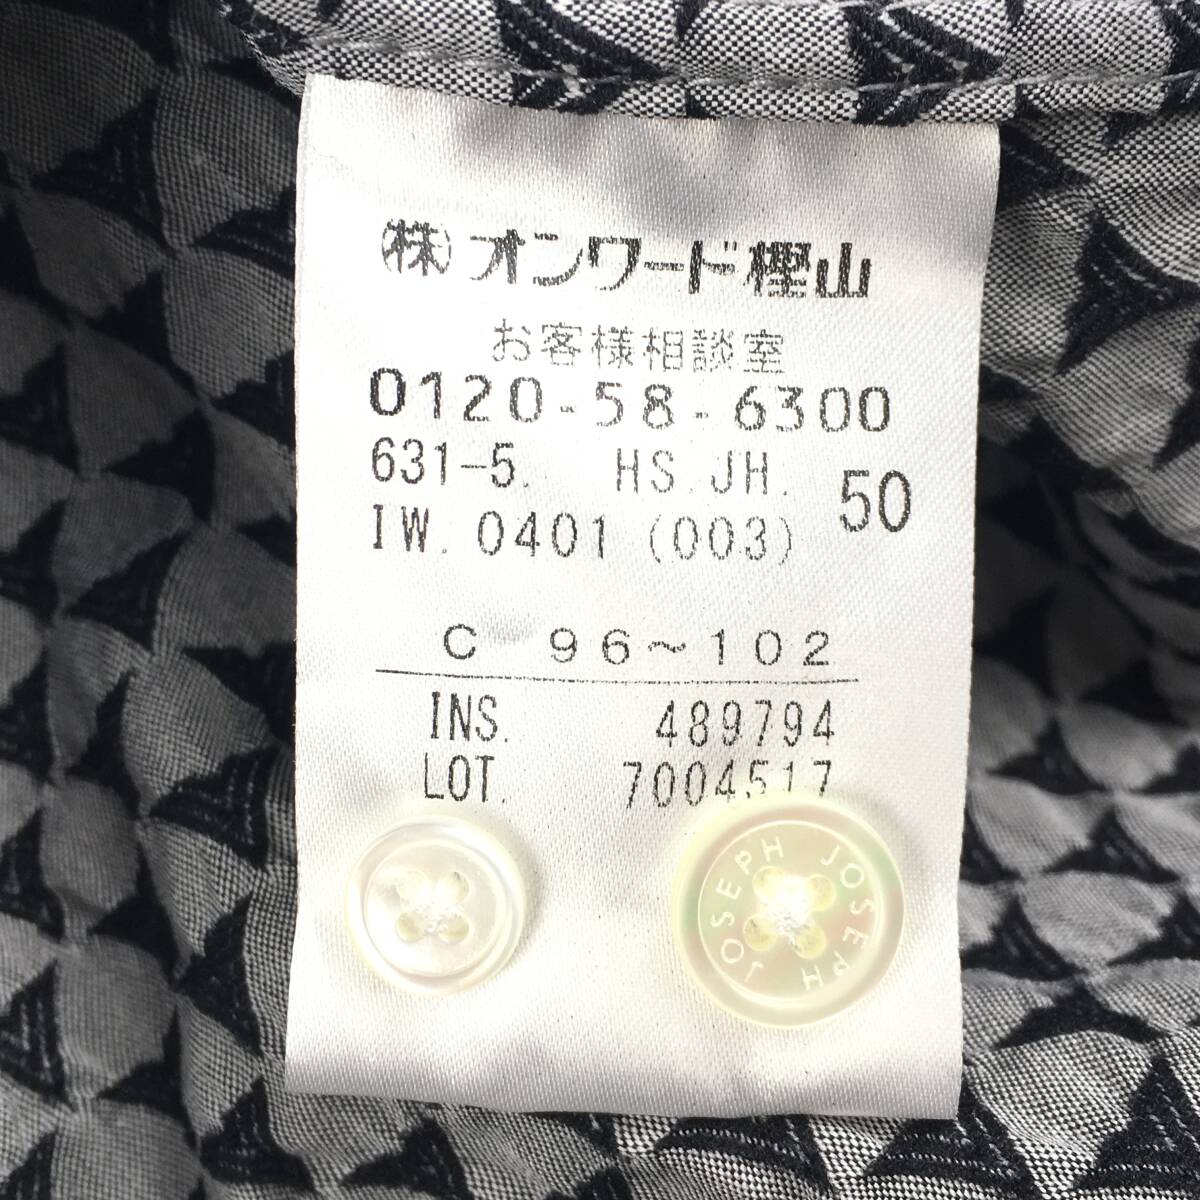 ㈱オンワード樫山
お客様相談室
0120-58-6300
631-5. HS.JH. 50
IW. 0401 (003)
C 96~102
INS. 489794
LOT. 7004517
JOSEPH JOSEPH